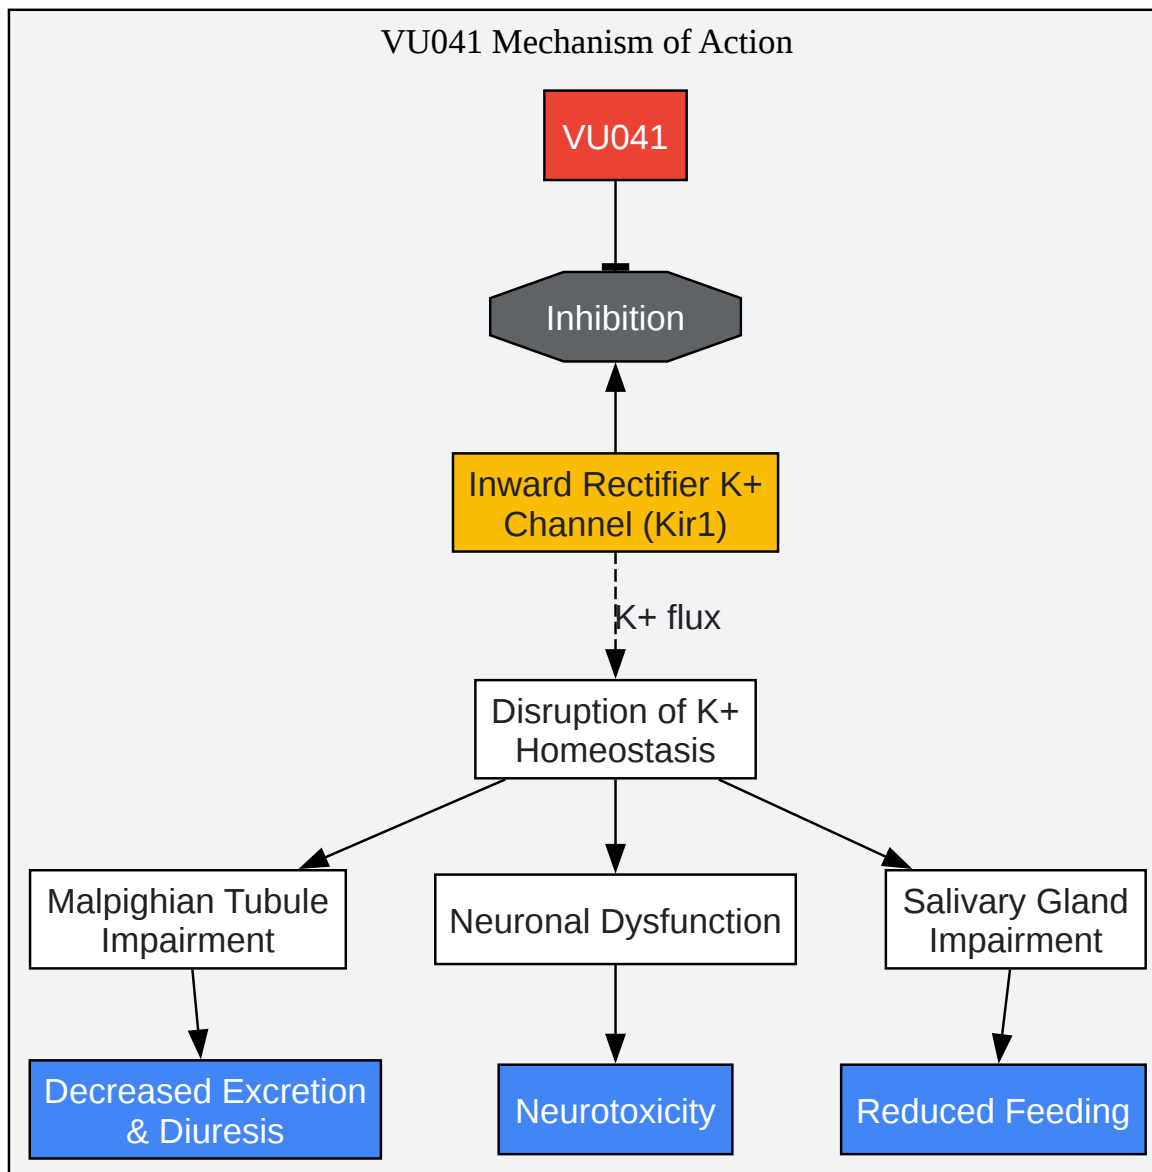 VU041 Mechanism of Action
VU041
Inhibition
Inward Rectifier K+
Channel (Kir1)
K+ flux
Disruption of K+
Homeostasis
Malpighian Tubule
Impairment
Neuronal Dysfunction
Salivary Gland
Impairment
Decreased Excretion
& Diuresis
Neurotoxicity
Reduced Feeding